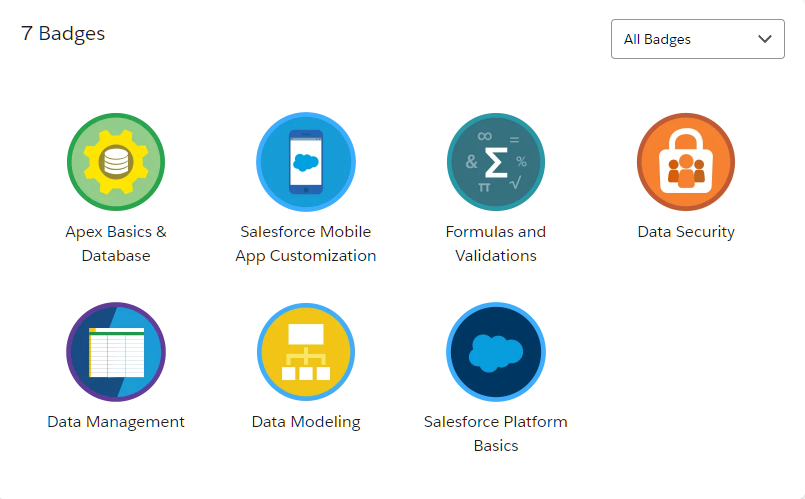 7 Badges
All Badges
∞ =
& Σ %
π √
Apex Basics &
Database
Salesforce Mobile
App Customization
Formulas and
Validations
Data Security
Data Management
Data Modeling
Salesforce Platform
Basics